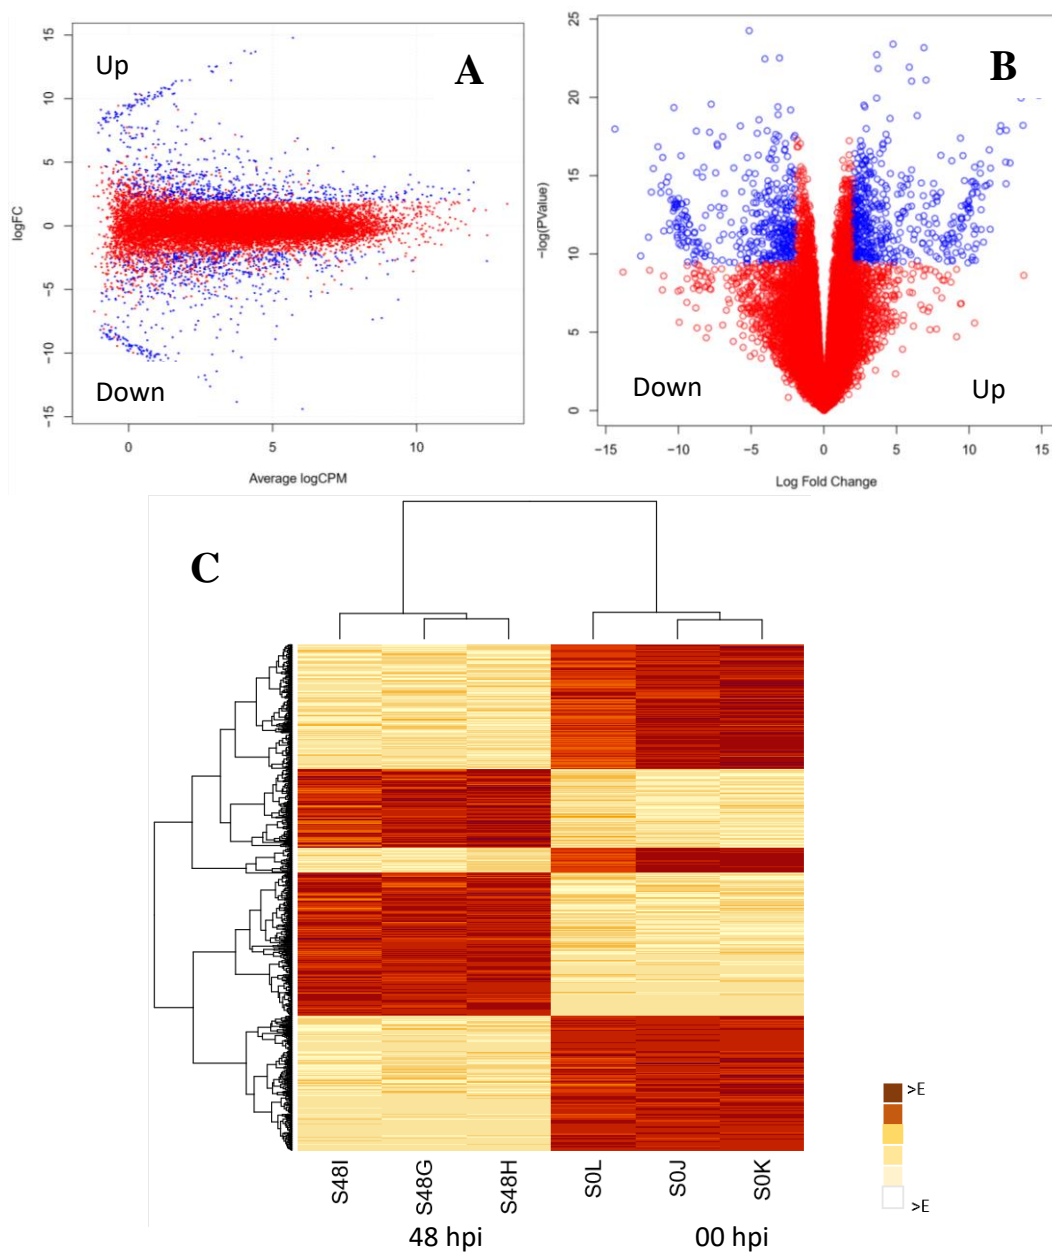 A
Up
Down
15
10
5
0
−5
−10
−15
logFC
0 5 10
Average logCPM
B
Down
Up
25
20
15
10
5
0
−log(PValue)
−15 −10 −5 0 5 10 15
Log Fold Change
C
S48I S48G S48H S0L S0J S0K
48 hpi 00 hpi
>E
>E